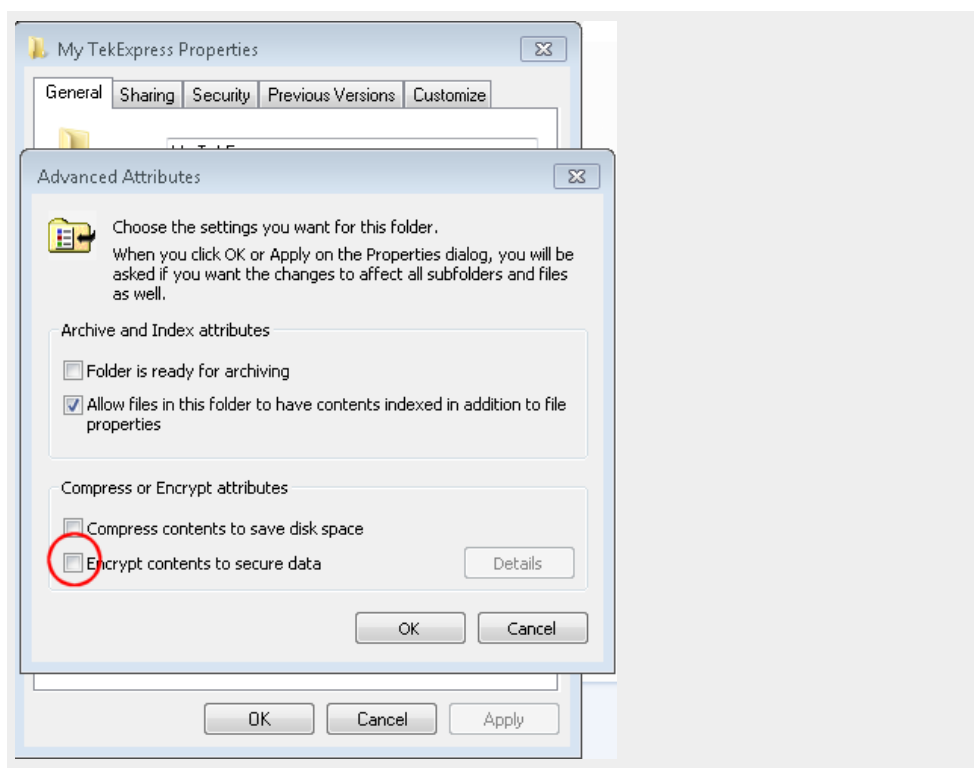 My TekExpress Properties
General Sharing Security Previous Versions Customize
Advanced Attributes
Choose the settings you want for this folder.
When you click OK or Apply on the Properties dialog, you will be
asked if you want the changes to affect all subfolders and files
as well.
Archive and Index attributes
Folder is ready for archiving
Allow files in this folder to have contents indexed in addition to file
properties
Compress or Encrypt attributes
Compress contents to save disk space
Encrypt contents to secure data
Details
OK Cancel
OK Cancel Apply